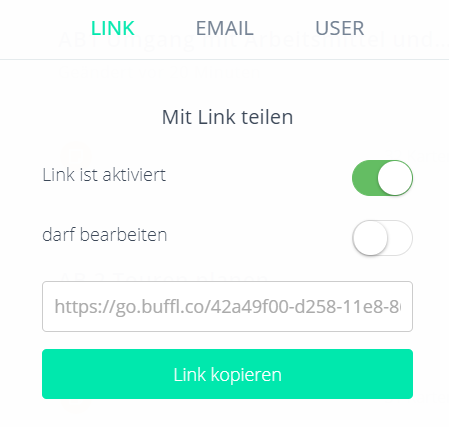 LINK EMAIL USER
Mit Link teilen
Link ist aktiviert
darf bearbeiten
https://go.buffl.co/42a49f00-d258-11e8-8
Link kopieren